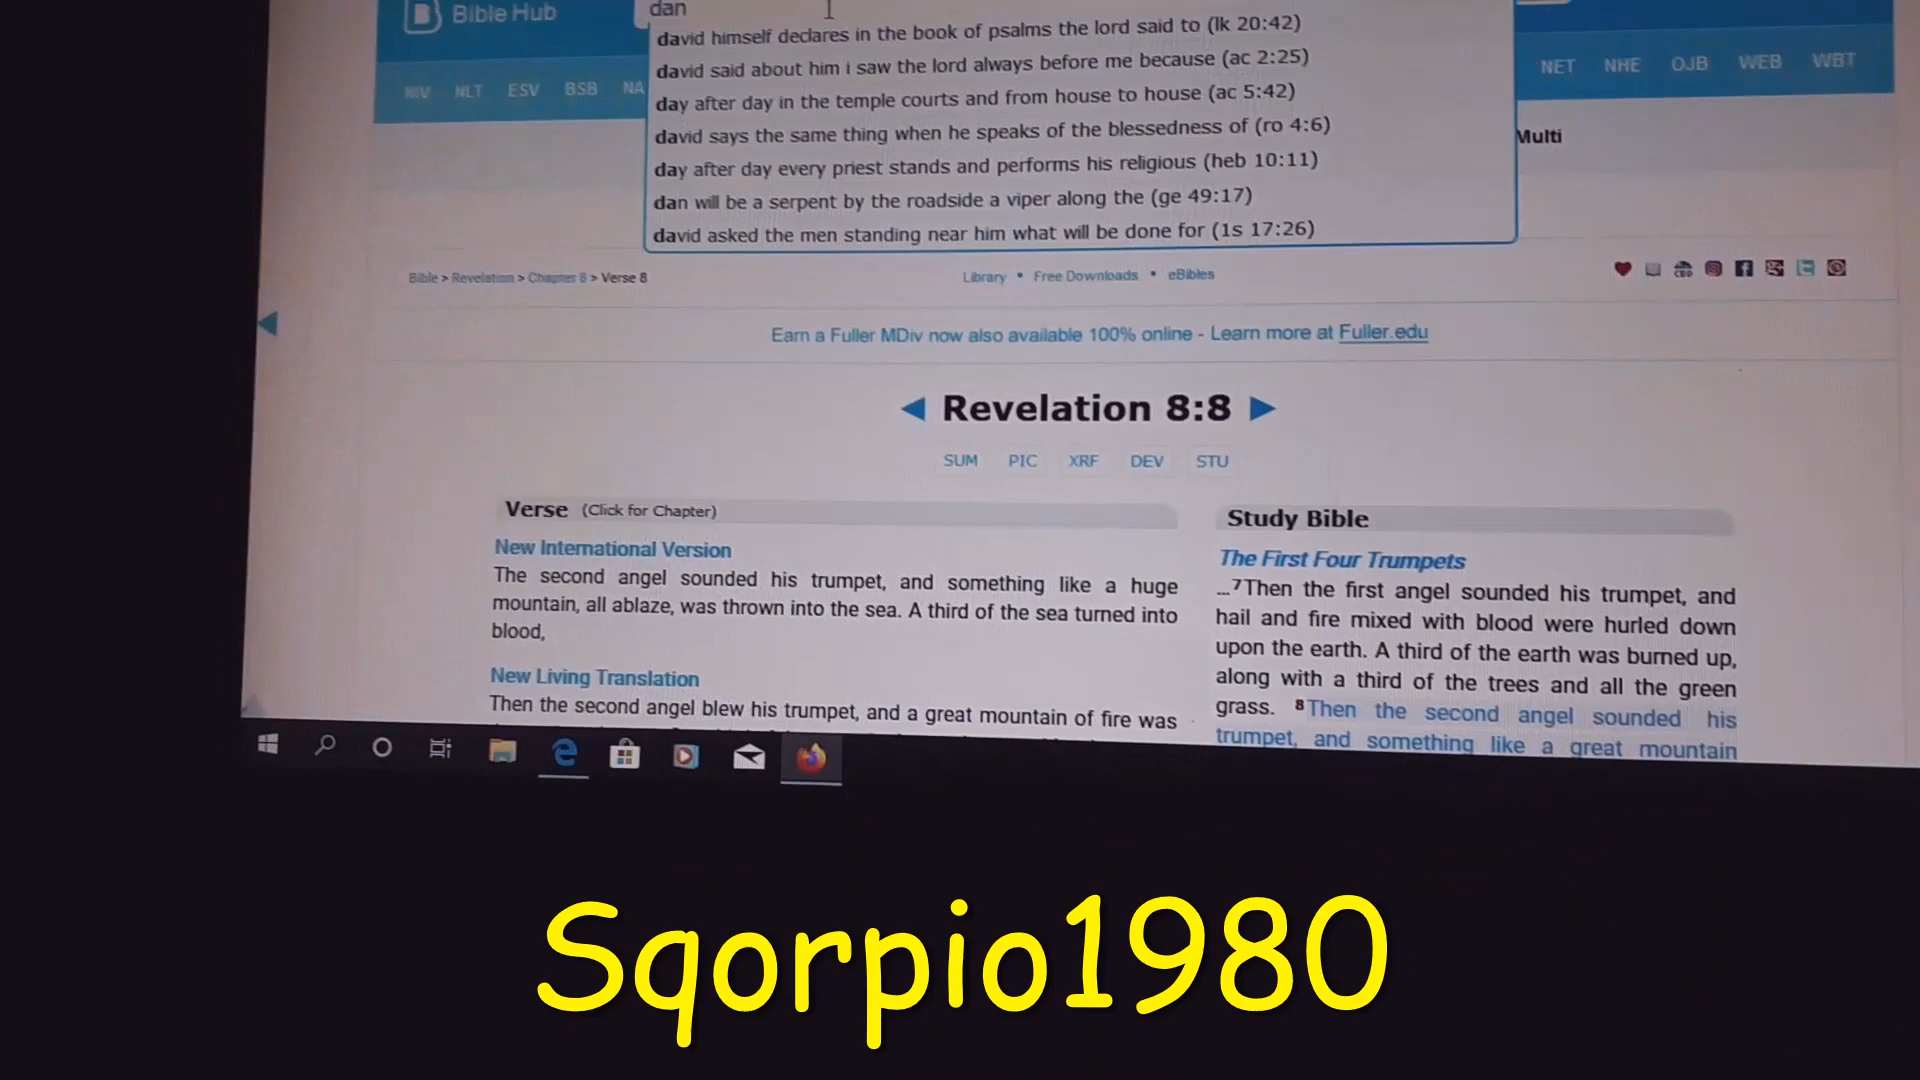 Bible Hub
dan
david himself declares in the book of psalms the lord said to (lk 20:42)
david said about him i saw the lord always before me because (ac 2:25)
day after day in the temple courts and from house to house (ac 5:42)
david says the same thing when he speaks of the blessedness of (ro 4:6)
day after day every priest stands and performs his religious (heb 10:11)
dan will be a serpent by the roadside a viper along the (ge 49:17)
david asked the men standing near him what will be done for (1s 17:26)
NIV NLT ESV BSB NA
NET NHE OJB WEB WBT
Multi
Bible > Revelation > Chapter 8 > Verse 8
Library • Free Downloads • eBibles
Earn a Fuller MDiv now also available 100% online - Learn more at Fuller.edu
◀ Revelation 8:8 ▶
SUM PIC XRF DEV STU
Verse (Click for Chapter)
New International Version
The second angel sounded his trumpet, and something like a huge
mountain, all ablaze, was thrown into the sea. A third of the sea turned into
blood,
New Living Translation
Then the second angel blew his trumpet, and a great mountain of fire was
Study Bible
The First Four Trumpets
...7Then the first angel sounded his trumpet, and
hail and fire mixed with blood were hurled down
upon the earth. A third of the earth was burned up,
along with a third of the trees and all the green
grass. 8Then the second angel sounded his
trumpet, and something like a great mountain
Sqorpio1980